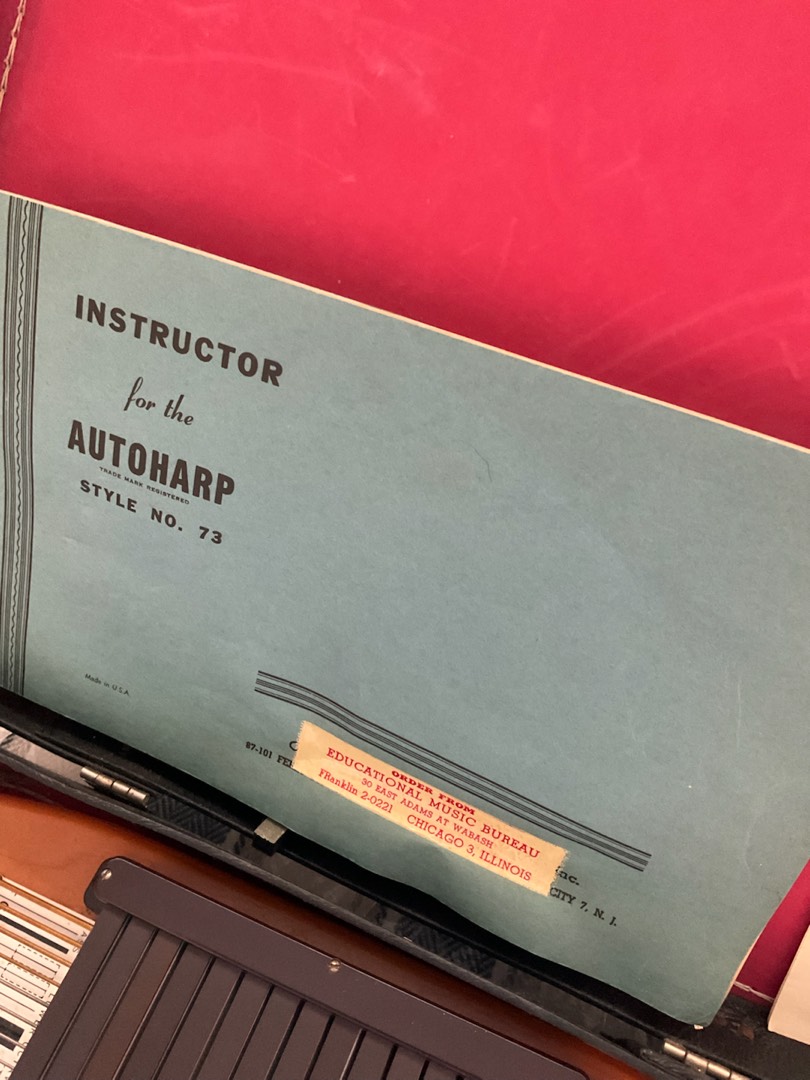 INSTRUCTOR
for the
AUTOHARP
TRADE MARK REGISTERED
STYLE NO. 73
Made in U.S.A.
67-101
ORDER FROM
EDUCATIONAL MUSIC BUREAU
30 EAST ADAMS AT WABASH
FRanklin 2-0221 CHICAGO 3, ILLINOIS
CITY 7, N. J.